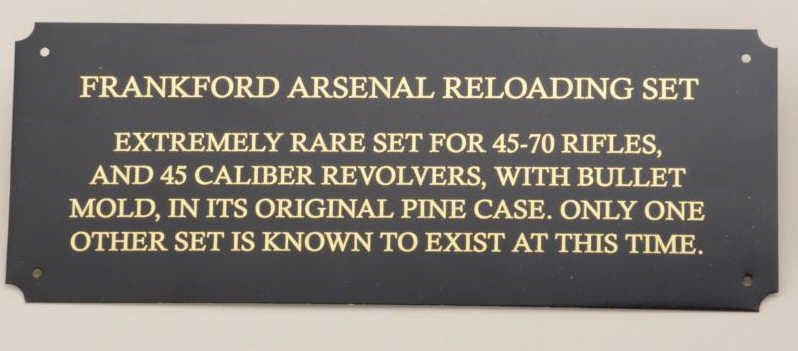 FRANKFORD ARSENAL RELOADING SET
EXTREMELY RARE SET FOR 45-70 RIFLES,
AND 45 CALIBER REVOLVERS, WITH BULLET
MOLD, IN ITS ORIGINAL PINE CASE. ONLY ONE
OTHER SET IS KNOWN TO EXIST AT THIS TIME.